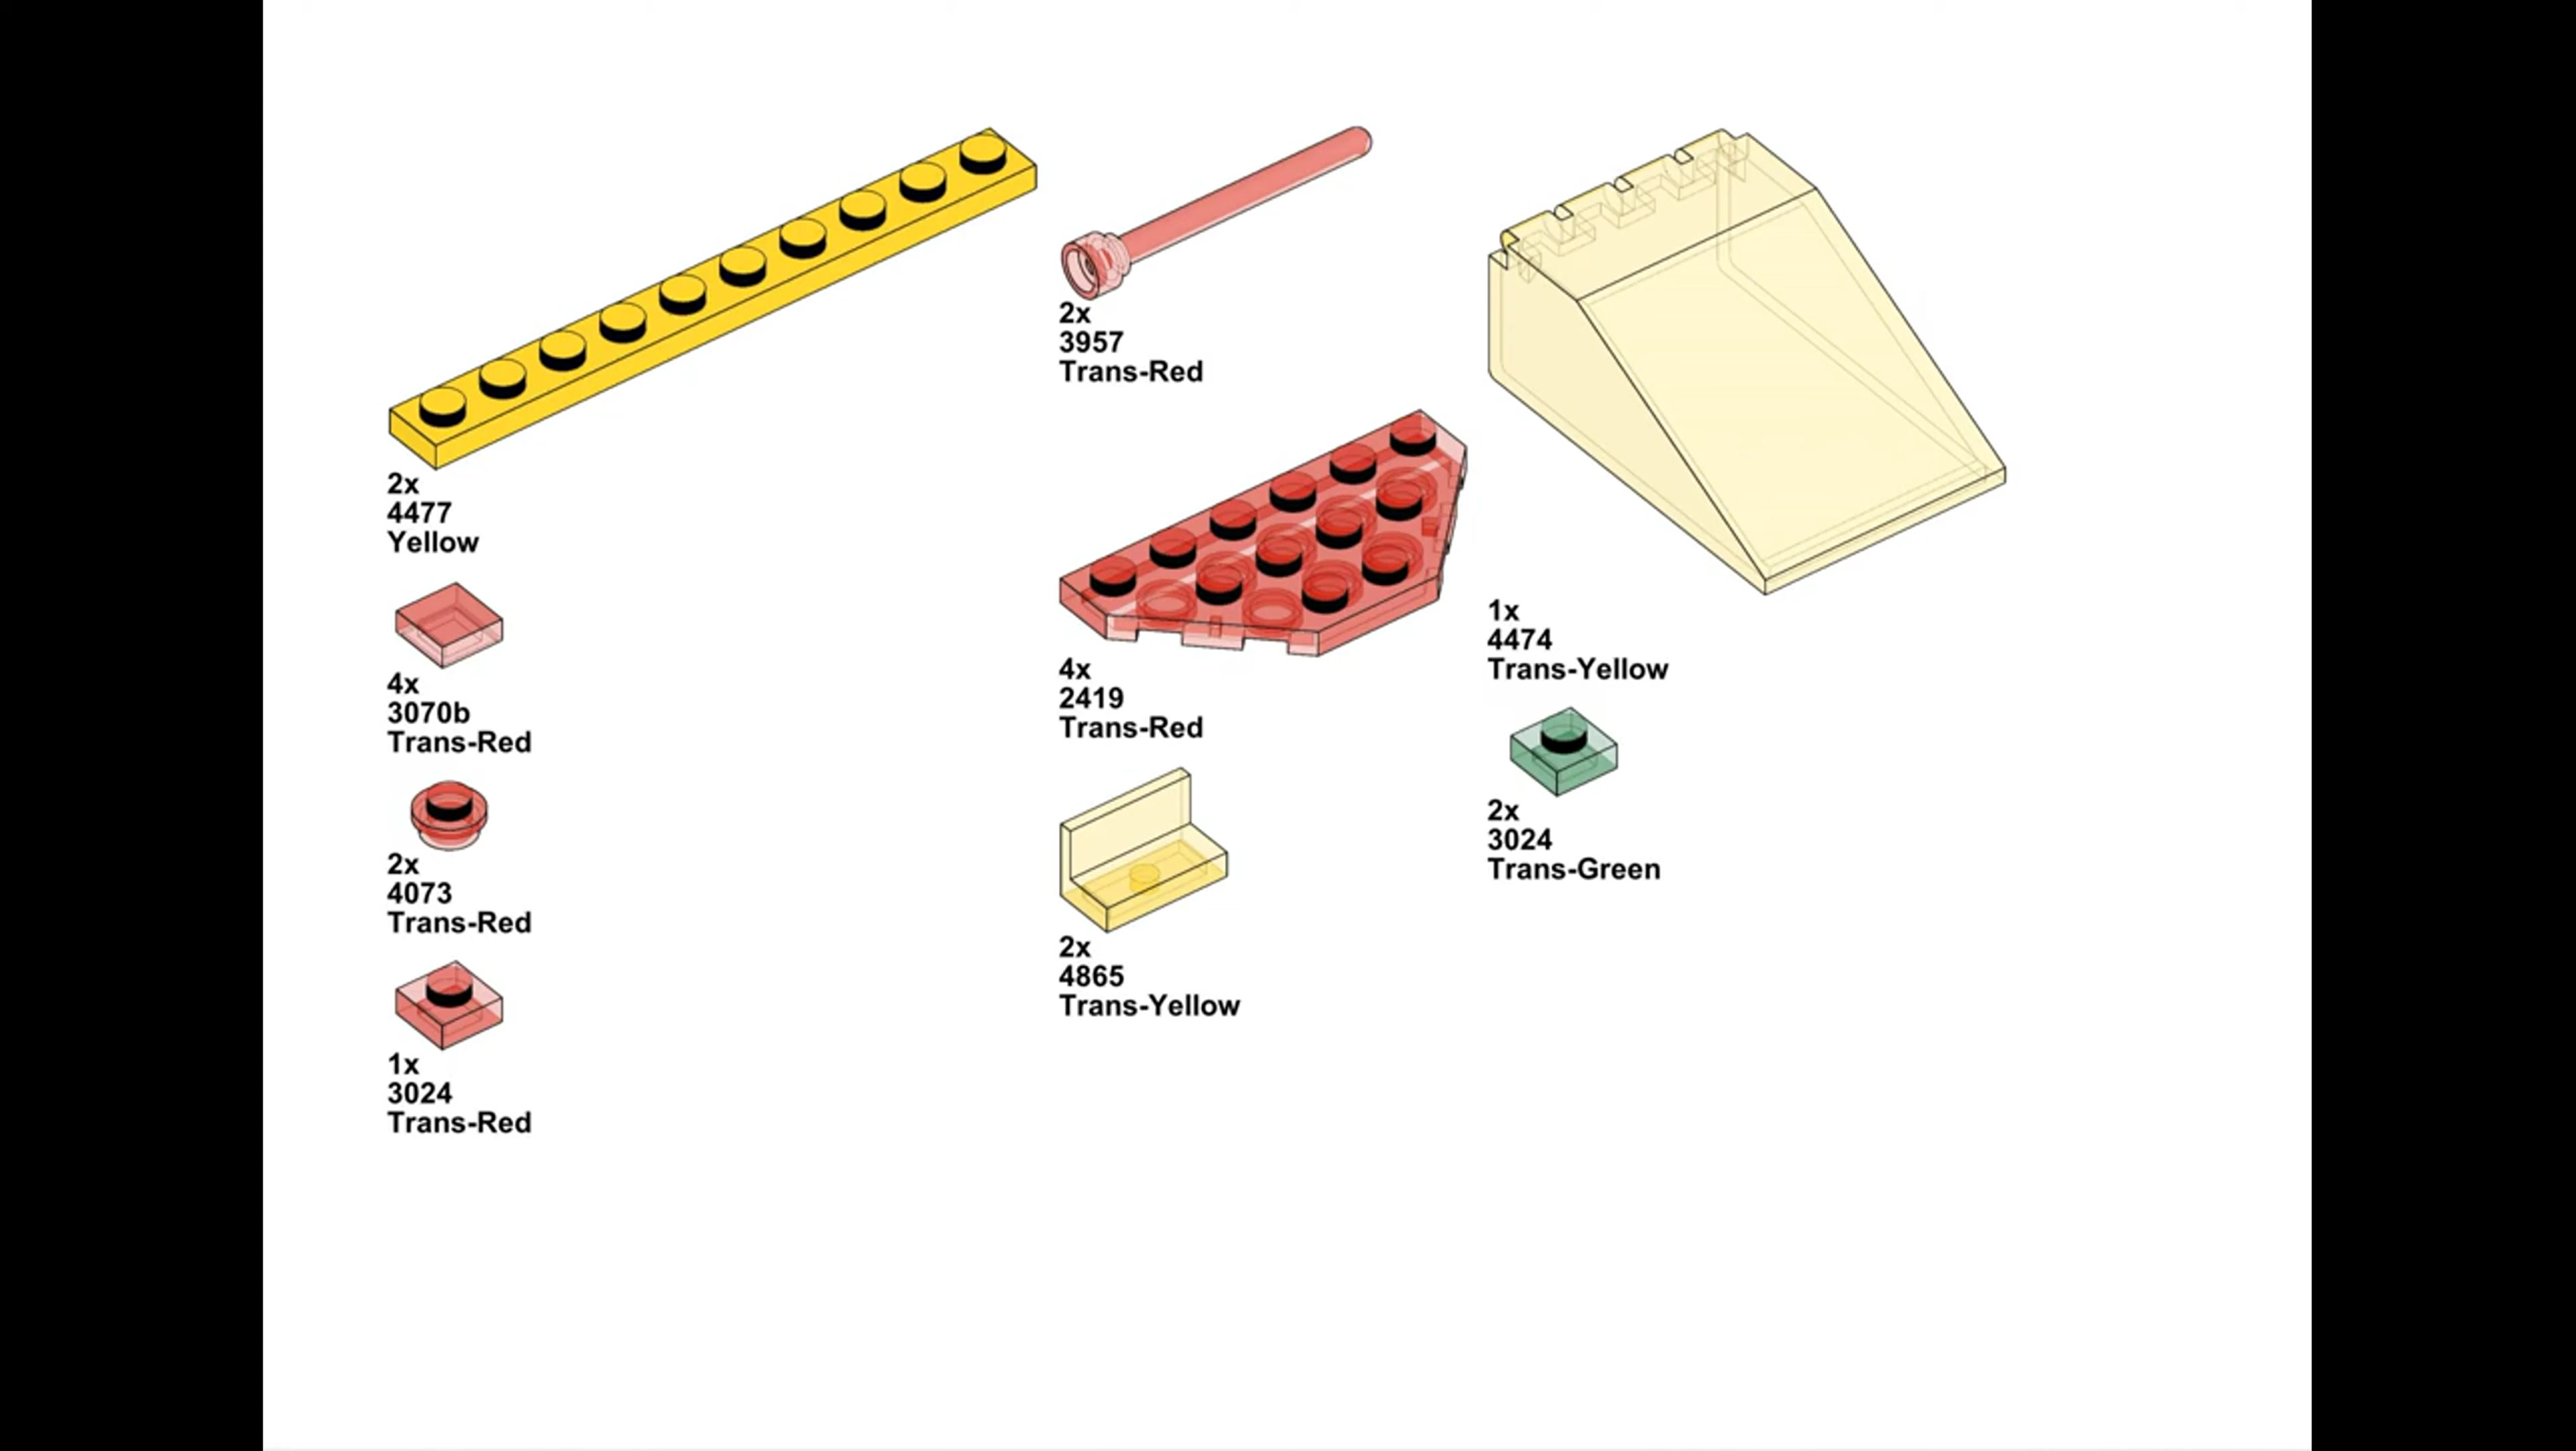 2x
4477
Yellow
4x
3070b
Trans-Red
2x
4073
Trans-Red
1x
3024
Trans-Red
2x
3957
Trans-Red
4x
2419
Trans-Red
2x
4865
Trans-Yellow
1x
4474
Trans-Yellow
2x
3024
Trans-Green